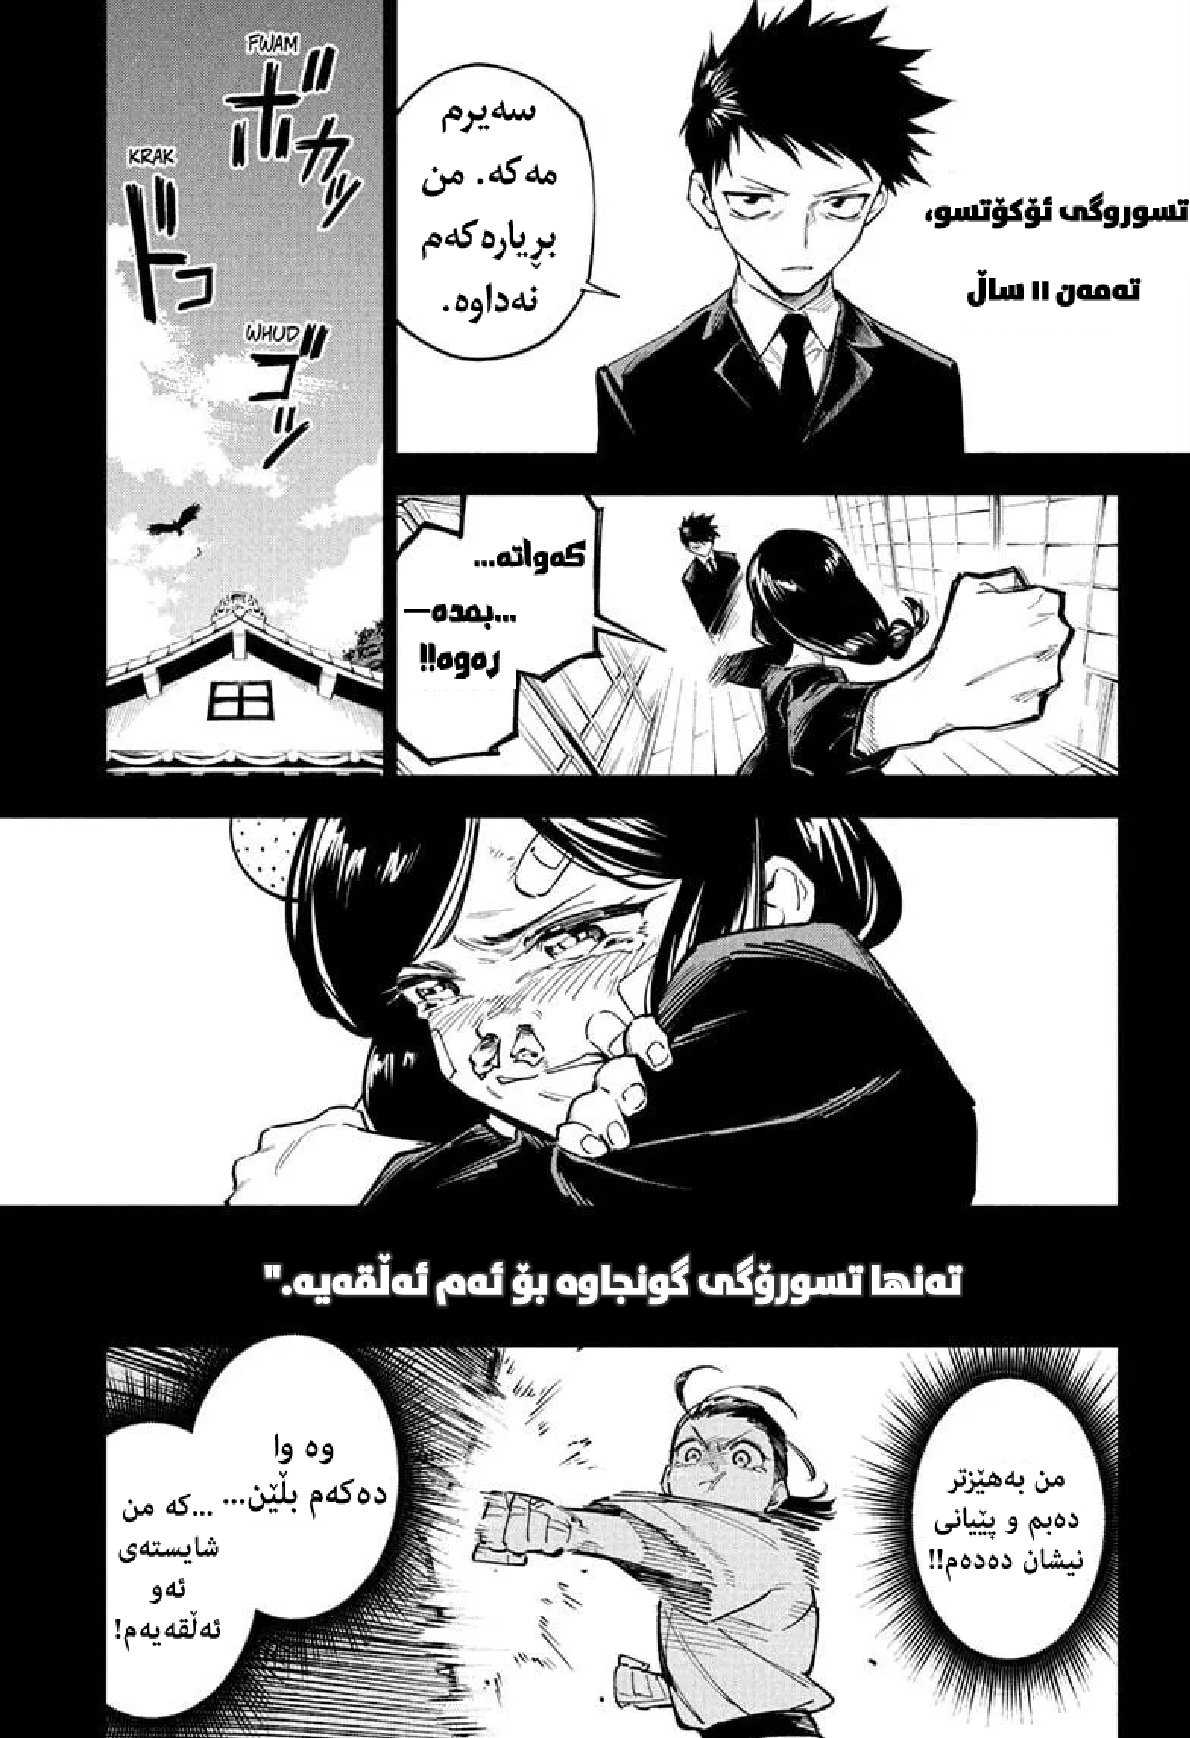 سەیرم
مەکە. من
بڕیارەکەم
نەداوە.
تسوروگی ئۆکۆتسو،
تەمەن ١١ ساڵ
FWAM
ボカッ
KRAK
ドコ
WHUD
ゴッ
کەواتە...
...بمدە–
رەوە!!
تەنها تسورۆگی گونجاوە بۆ ئەم ئەڵقەیە."
من بەهێزتر
دەبم و پێیانی
نیشان دەدەم!!
وە وا
دەکەم بڵێن...
...کە من
شایستەی
ئەو
ئەڵقەیەم!